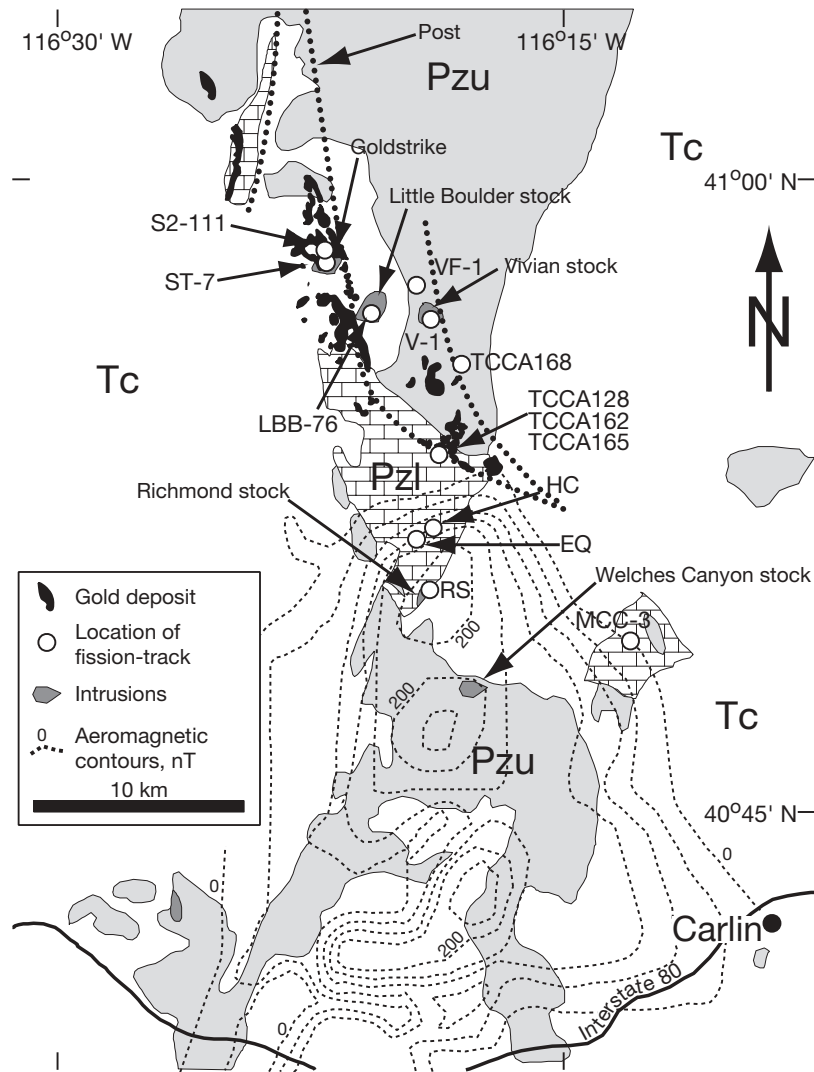 116°30' W
116°15' W
Post
Pzu
Tc
Goldstrike
41°00' N
Little Boulder stock
S2-111
VF-1
Vivian stock
ST-7
N
V-1
Tc
TCCA168
TCCA128
LBB-76
TCCA162
TCCA165
Pzl
HC
Richmond stock
EQ
Welches Canyon stock
Gold deposit
RS
MCC-3
200
Location of
fission-track
Intrusions
200
Tc
0
Aeromagnetic
contours, nT
Pzu
10 km
40°45' N
0
0
Carlin
200
Interstate 80
0